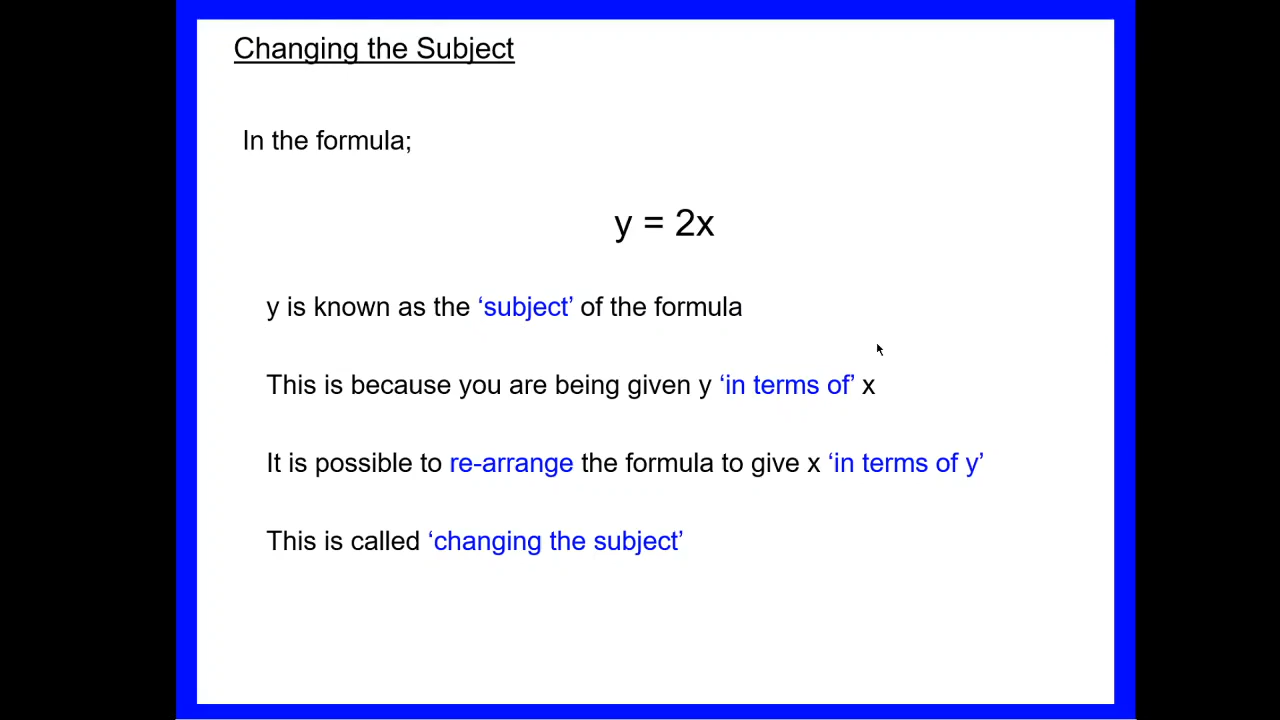 Changing the Subject
In the formula;
y = 2x
y is known as the ‘subject’ of the formula
This is because you are being given y ‘in terms of’ x
It is possible to re-arrange the formula to give x ‘in terms of y’
This is called ‘changing the subject’